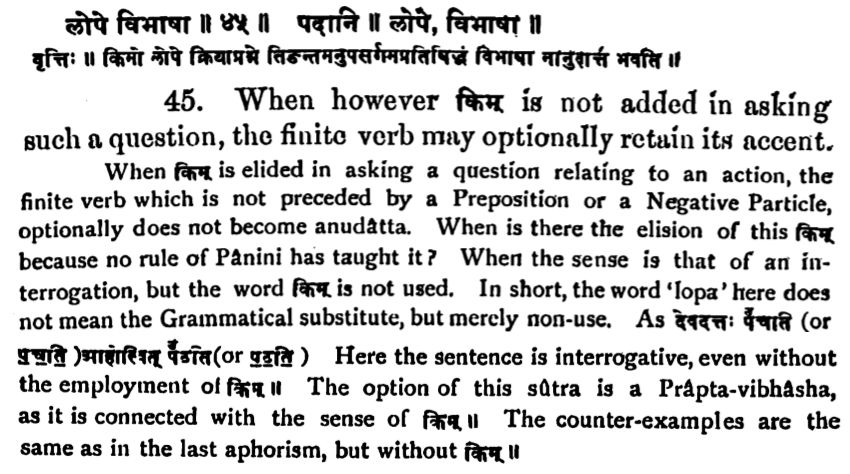 लोपे विभाषा ॥ ४५ ॥ पदानि ॥ लोपे, विभाषा ॥
वृत्तिः ॥ किमो लोपे क्रियाप्रश्ने तिङन्तमनुपसर्गमप्रतिषिद्धं विभाषा नानुदात्तं भवति ॥
45. When however किम् is not added in asking
such a question, the finite verb may optionally retain its accent.
When किम् is elided in asking a question relating to an action, the
finite verb which is not preceded by a Preposition or a Negative Particle,
optionally does not become anudâtta. When is there the elision of this किम्
because no rule of Pânini has taught it? When the sense is that of an in-
terrogation, but the word किम् is not used. In short, the word 'lopa' here does
not mean the Grammatical substitute, but merely non-use. As देवदत्तः पँचति (or
प॒च॒ति॒ ) आहोस्वित् पँठति (or प॒ठ॒ति॒ ) Here the sentence is interrogative, even without
the employment of किम् ॥ The option of this sûtra is a Prâpta-vibhâsha,
as it is connected with the sense of किम् ॥ The counter-examples are the
same as in the last aphorism, but without किम् ॥